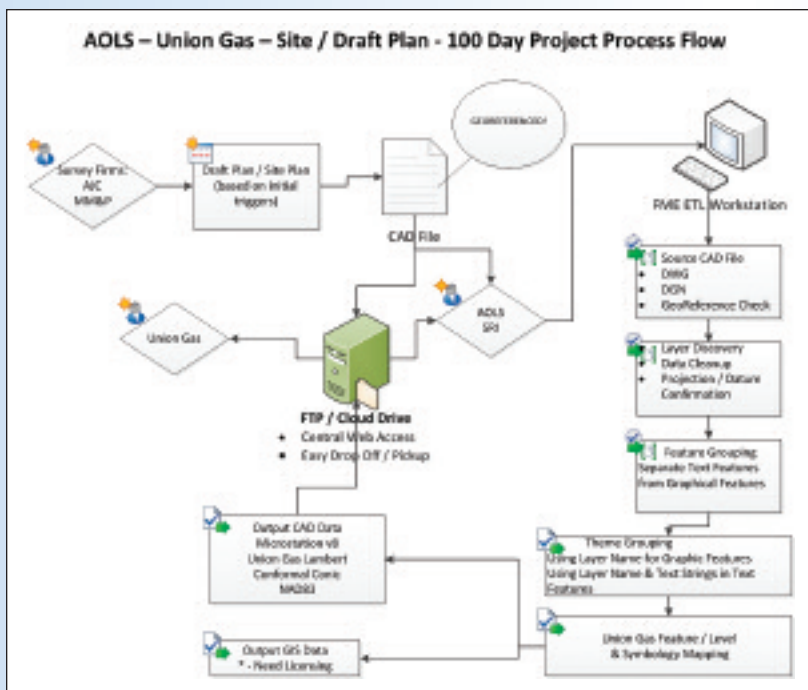 AOLS – Union Gas – Site / Draft Plan - 100 Day Project Process Flow
GEOREFERENCED?
Survey Firms:
AJC
Draft Plan / Site Plan
(based on initial
triggers)
CAD File
FME ETL Workstation
Source CAD File
DWG
DGN
GeoReference Check
AOLS
SRI
Union Gas
Layer Discovery
Data Cleanup
Projection / Datum
Confirmation
FTP / Cloud Drive
Central Web Access
Easy Drop Off / Pickup
Feature Grouping
Separate Text Features
from Graphical Features
Output CAD Data
Microstation v8
Union Gas Lambert
Conformal Conic
NAD83
Theme Grouping
Using Layer Name for Graphic Features
Using Layer Name & Text Strings in Text
Features
Union Gas Feature / Level
& Symbology Mapping
Output GIS Data
* - Need Licensing